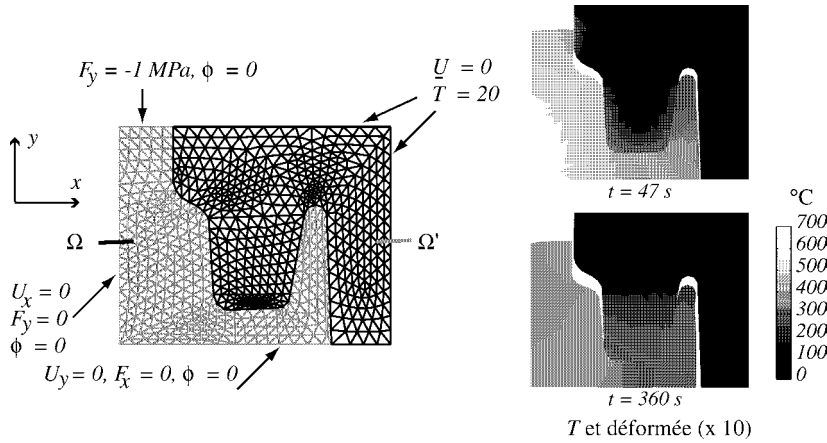 F_y = -1 MPa, ϕ = 0
U = 0
T = 20
y
x
Ω
Ω'
U_x = 0
F_y = 0
ϕ = 0
U_y = 0, F_x = 0, ϕ = 0
t = 47 s
°C
700
600
500
400
300
200
100
0
t = 360 s
T et déformée (x 10)